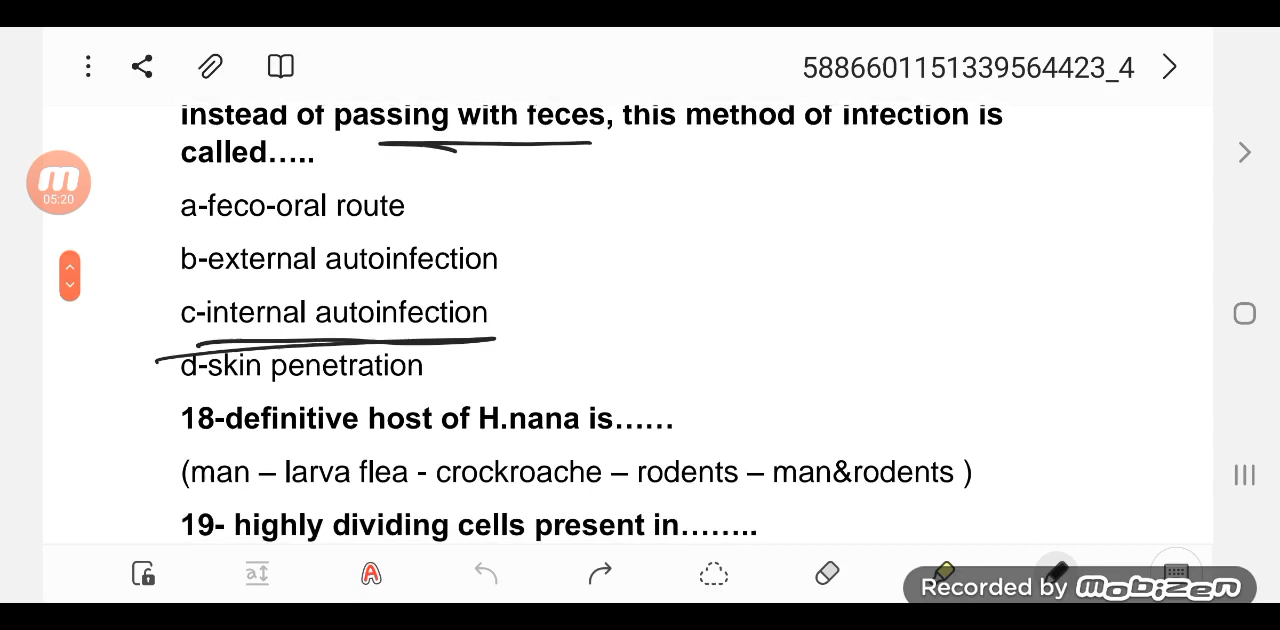 5886601151339564423_4
instead of passing with feces, this method of infection is
called…..
05:20
a-feco-oral route
b-external autoinfection
c-internal autoinfection
d-skin penetration
18-definitive host of H.nana is……
(man – larva flea - crockroache – rodents – man&rodents )
19- highly dividing cells present in……..
Recorded by mobizen